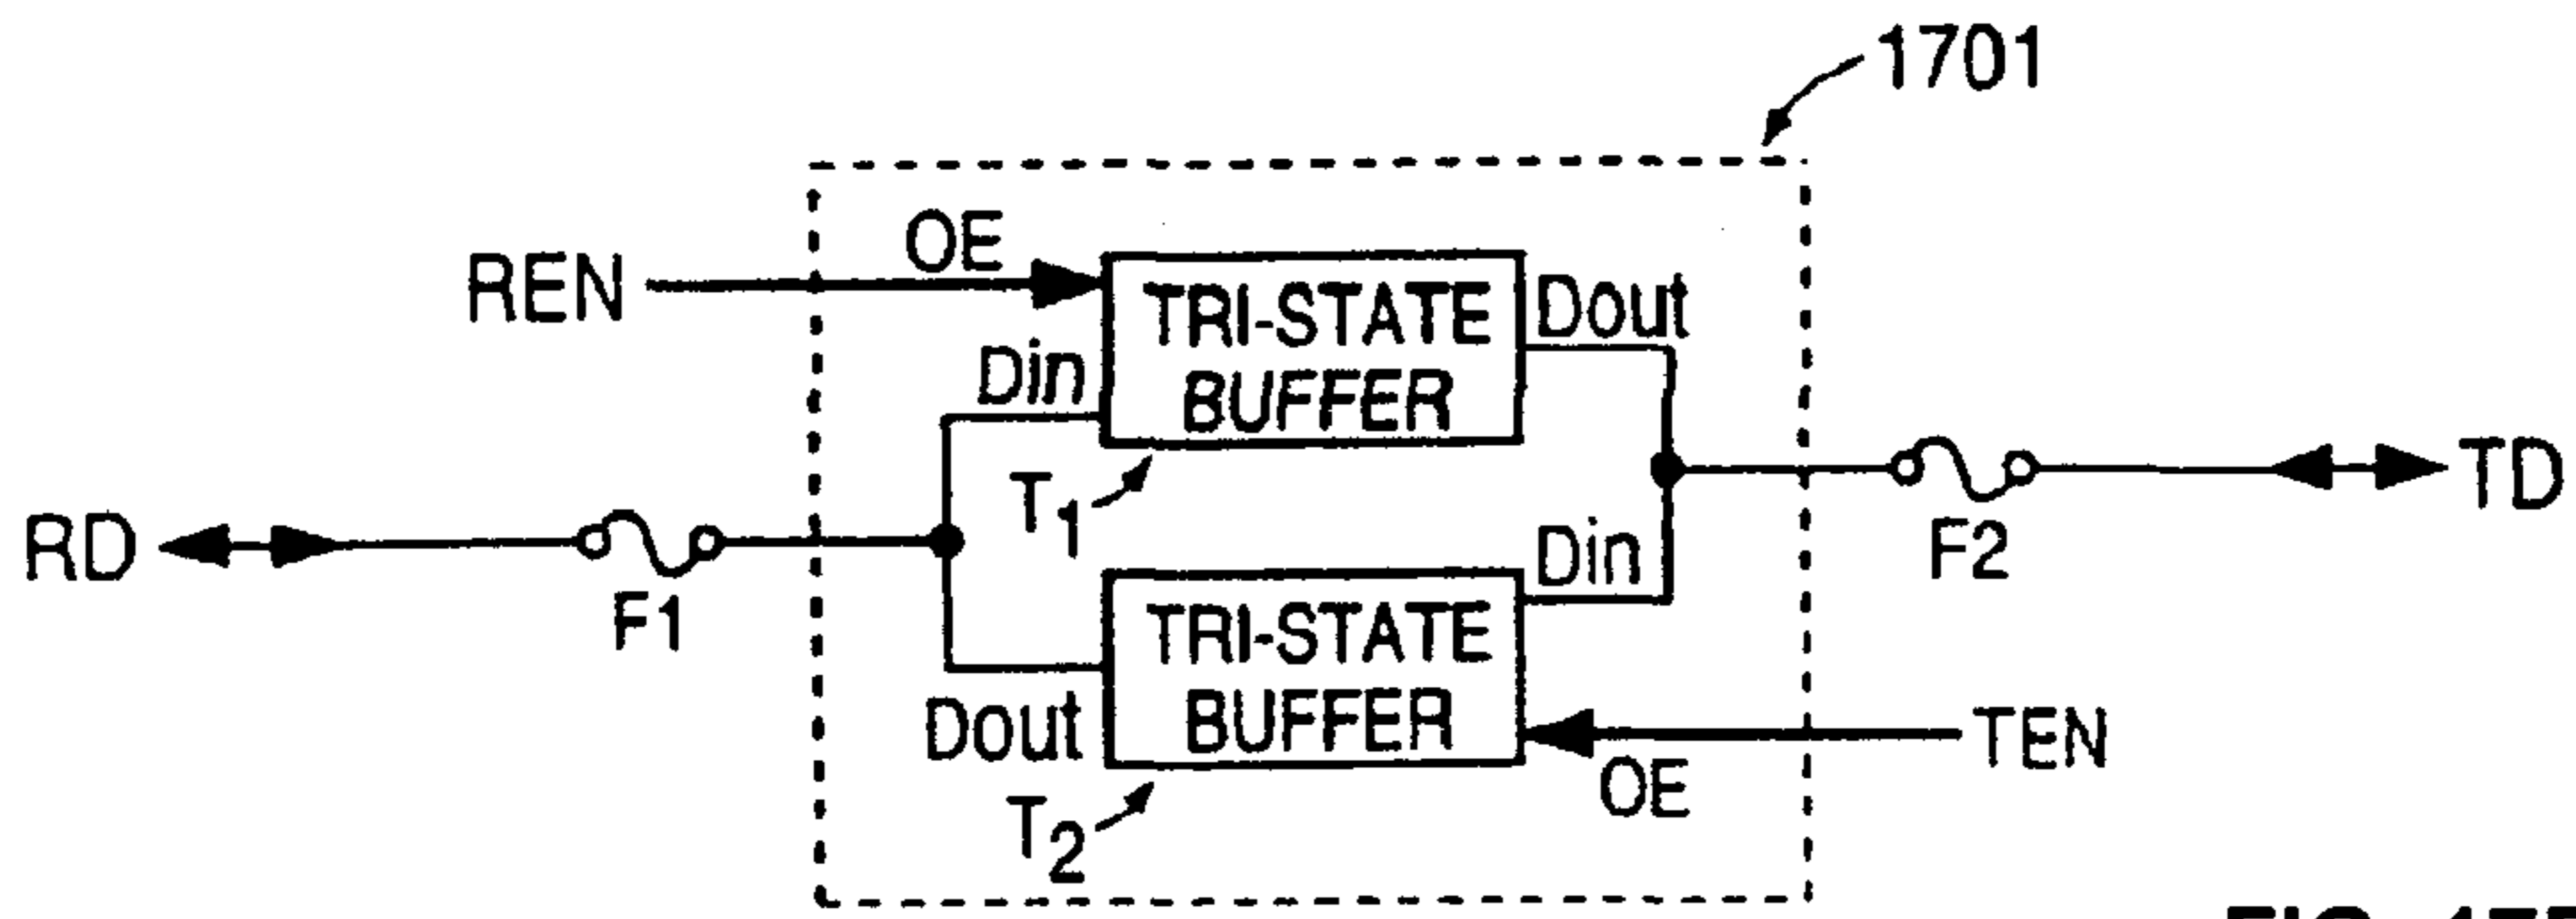 1701
OE
REN
TRI-STATE
BUFFER
Dout
Din
T1
TD
RD
F1
F2
Din
TRI-STATE
BUFFER
Dout
TEN
OE
T2